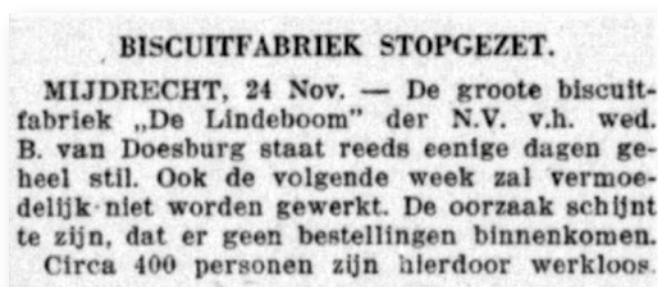 BISCUITFABRIEK STOPGEZET.
MIJDRECHT, 24 Nov. — De groote biscuit-
fabriek „De Lindeboom” der N.V. v.h. wed.
B. van Doesburg staat reeds eenige dagen ge-
heel stil. Ook de volgende week zal vermoe-
delijk niet worden gewerkt. De oorzaak schijnt
te zijn, dat er geen bestellingen binnenkomen.
Circa 400 personen zijn hierdoor werkloos.